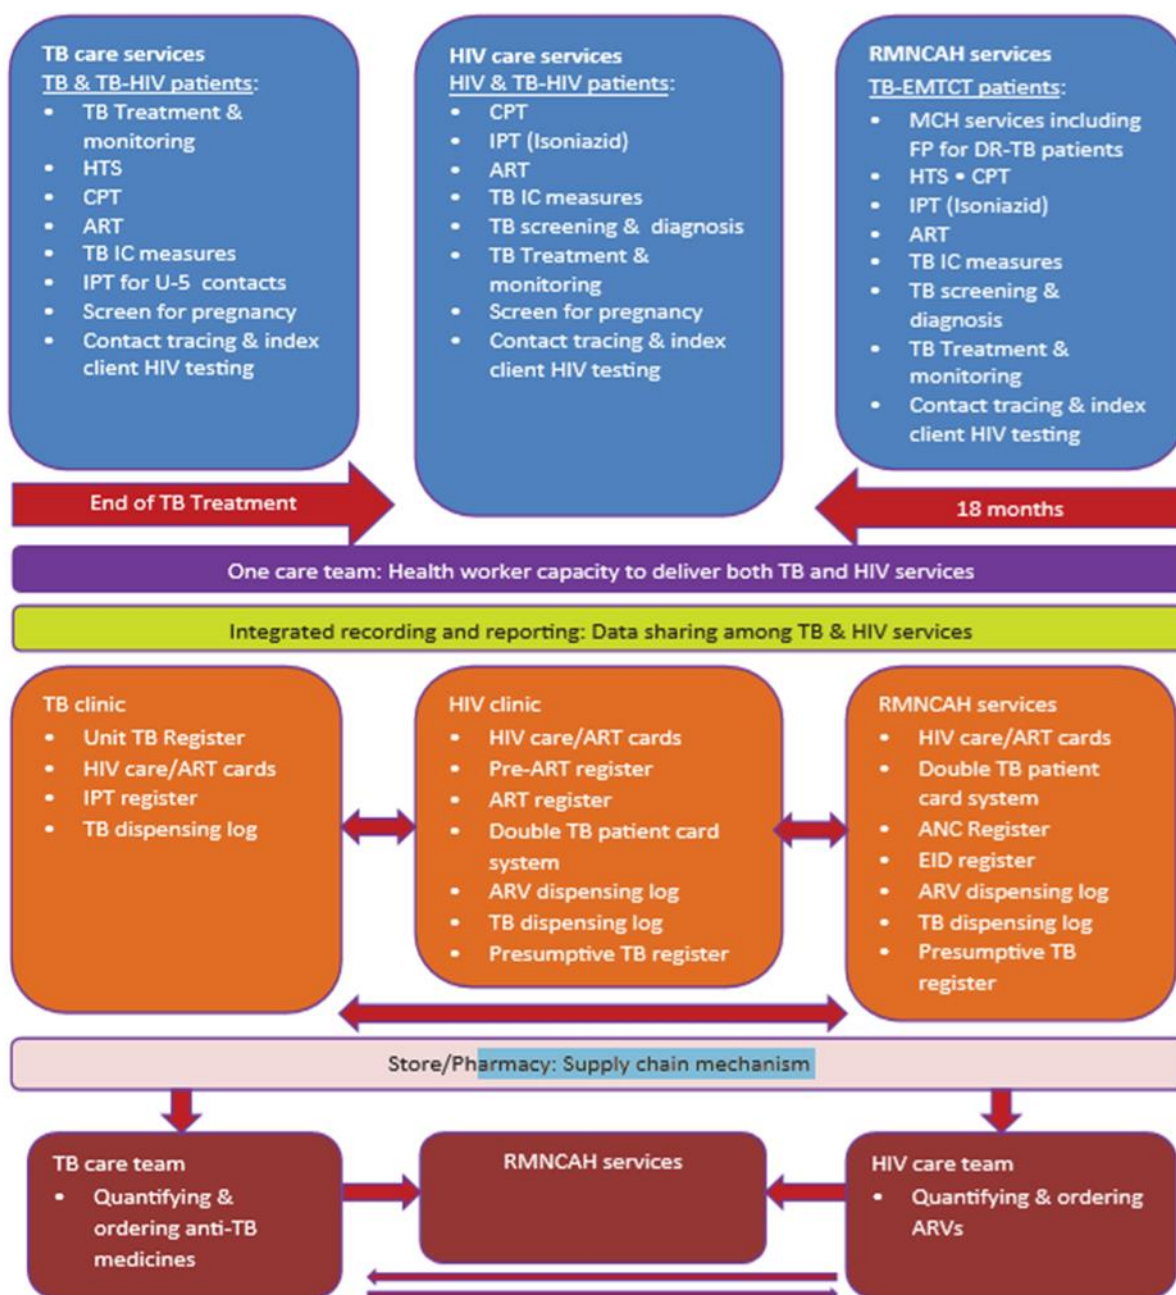 TB care services
TB & TB-HIV patients:
• TB Treatment &
monitoring
• HTS
• CPT
• ART
• TB IC measures
• IPT for U-5 contacts
• Screen for pregnancy
• Contact tracing & index
client HIV testing
HIV care services
HIV & TB-HIV patients:
• CPT
• IPT (Isoniazid)
• ART
• TB IC measures
• TB screening & diagnosis
• TB Treatment &
monitoring
• Screen for pregnancy
• Contact tracing & index
client HIV testing
RMNCAH services
TB-EMTCT patients:
• MCH services including
FP for DR-TB patients
• HTS • CPT
• IPT (Isoniazid)
• ART
• TB IC measures
• TB screening &
diagnosis
• TB Treatment &
monitoring
• Contact tracing & index
client HIV testing
End of TB Treatment
18 months
One care team: Health worker capacity to deliver both TB and HIV services
Integrated recording and reporting: Data sharing among TB & HIV services
TB clinic
• Unit TB Register
• HIV care/ART cards
• IPT register
• TB dispensing log
HIV clinic
• HIV care/ART cards
• Pre-ART register
• ART register
• Double TB patient card
system
• ARV dispensing log
• TB dispensing log
• Presumptive TB register
RMNCAH services
• HIV care/ART cards
• Double TB patient
card system
• ANC Register
• EID register
• ARV dispensing log
• TB dispensing log
• Presumptive TB
register
Store/Pharmacy: Supply chain mechanism
TB care team
• Quantifying &
ordering anti-TB
medicines
RMNCAH services
HIV care team
• Quantifying & ordering
ARVs